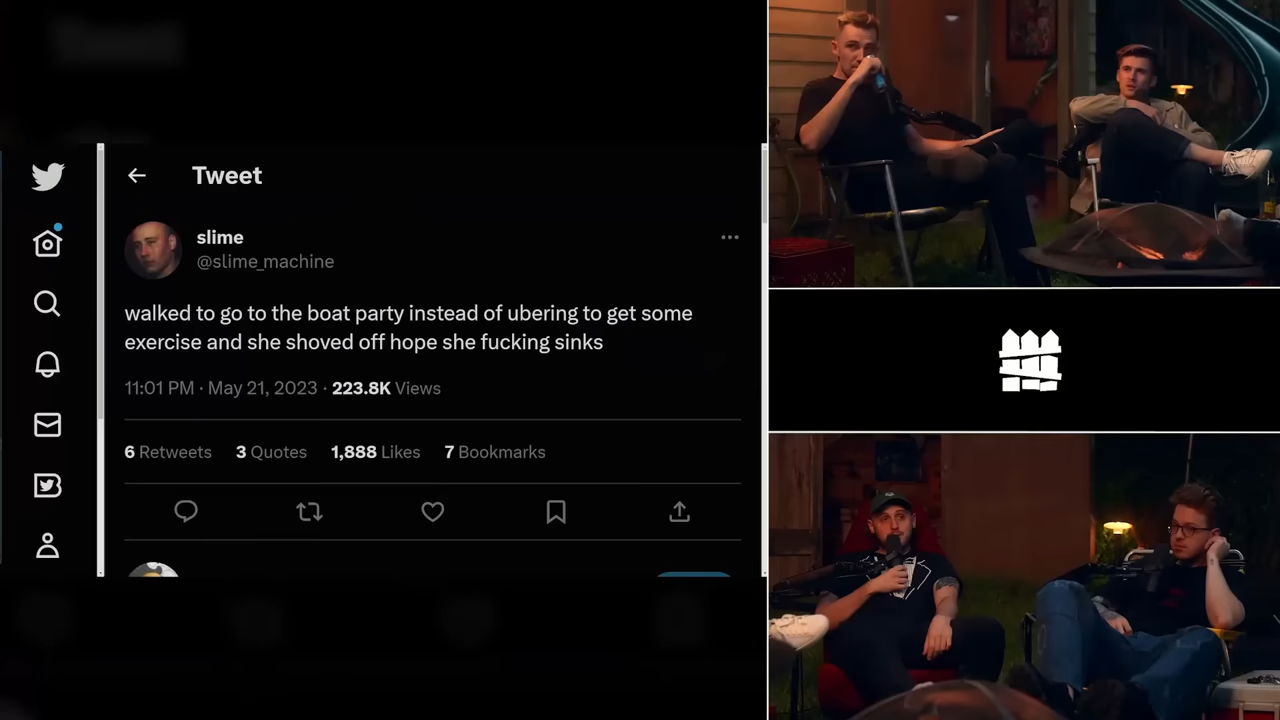 Tweet
slime
@slime_machine
walked to go to the boat party instead of ubering to get some
exercise and she shoved off hope she fucking sinks
11:01 PM · May 21, 2023 · 223.8K Views
6 Retweets 3 Quotes 1,888 Likes 7 Bookmarks